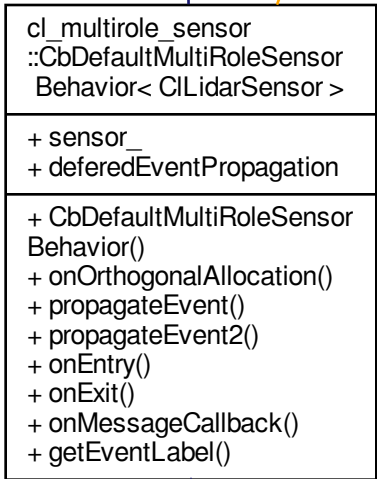 cl_multirole_sensor
::CbDefaultMultiRoleSensor
Behavior< ClLidarSensor >
+ sensor_
+ deferedEventPropagation
+ CbDefaultMultiRoleSensor
Behavior()
+ onOrthogonalAllocation()
+ propagateEvent()
+ propagateEvent2()
+ onEntry()
+ onExit()
+ onMessageCallback()
+ getEventLabel()